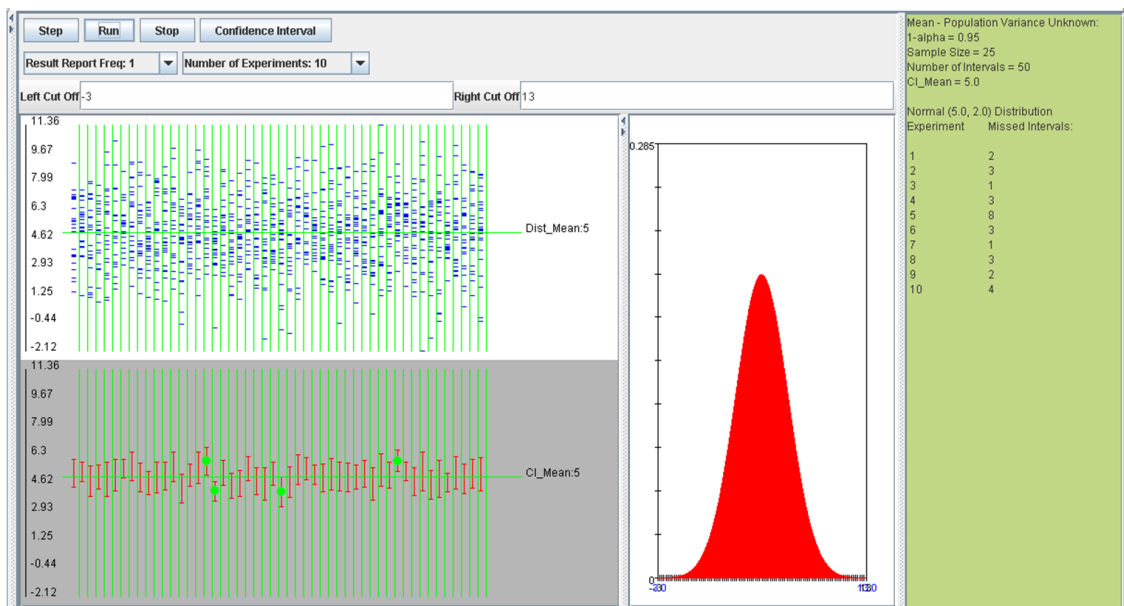 Step Run Stop Confidence Interval
Result Report Freq: 1 Number of Experiments: 10
Left Cut Off -3 Right Cut Off 13
11.36
9.67
7.99
6.3
4.62
2.93
1.25
-0.44
-2.12
Dist_Mean:5
11.36
9.67
7.99
6.3
4.62
2.93
1.25
-0.44
-2.12
CI_Mean:5
0.285
0
Mean - Population Variance Unknown:
1-alpha = 0.95
Sample Size = 25
Number of Intervals = 50
CI_Mean = 5.0
Normal (5.0, 2.0) Distribution
Experiment Missed Intervals:
1 2
2 3
3 1
4 3
5 8
6 3
7 1
8 3
9 2
10 4